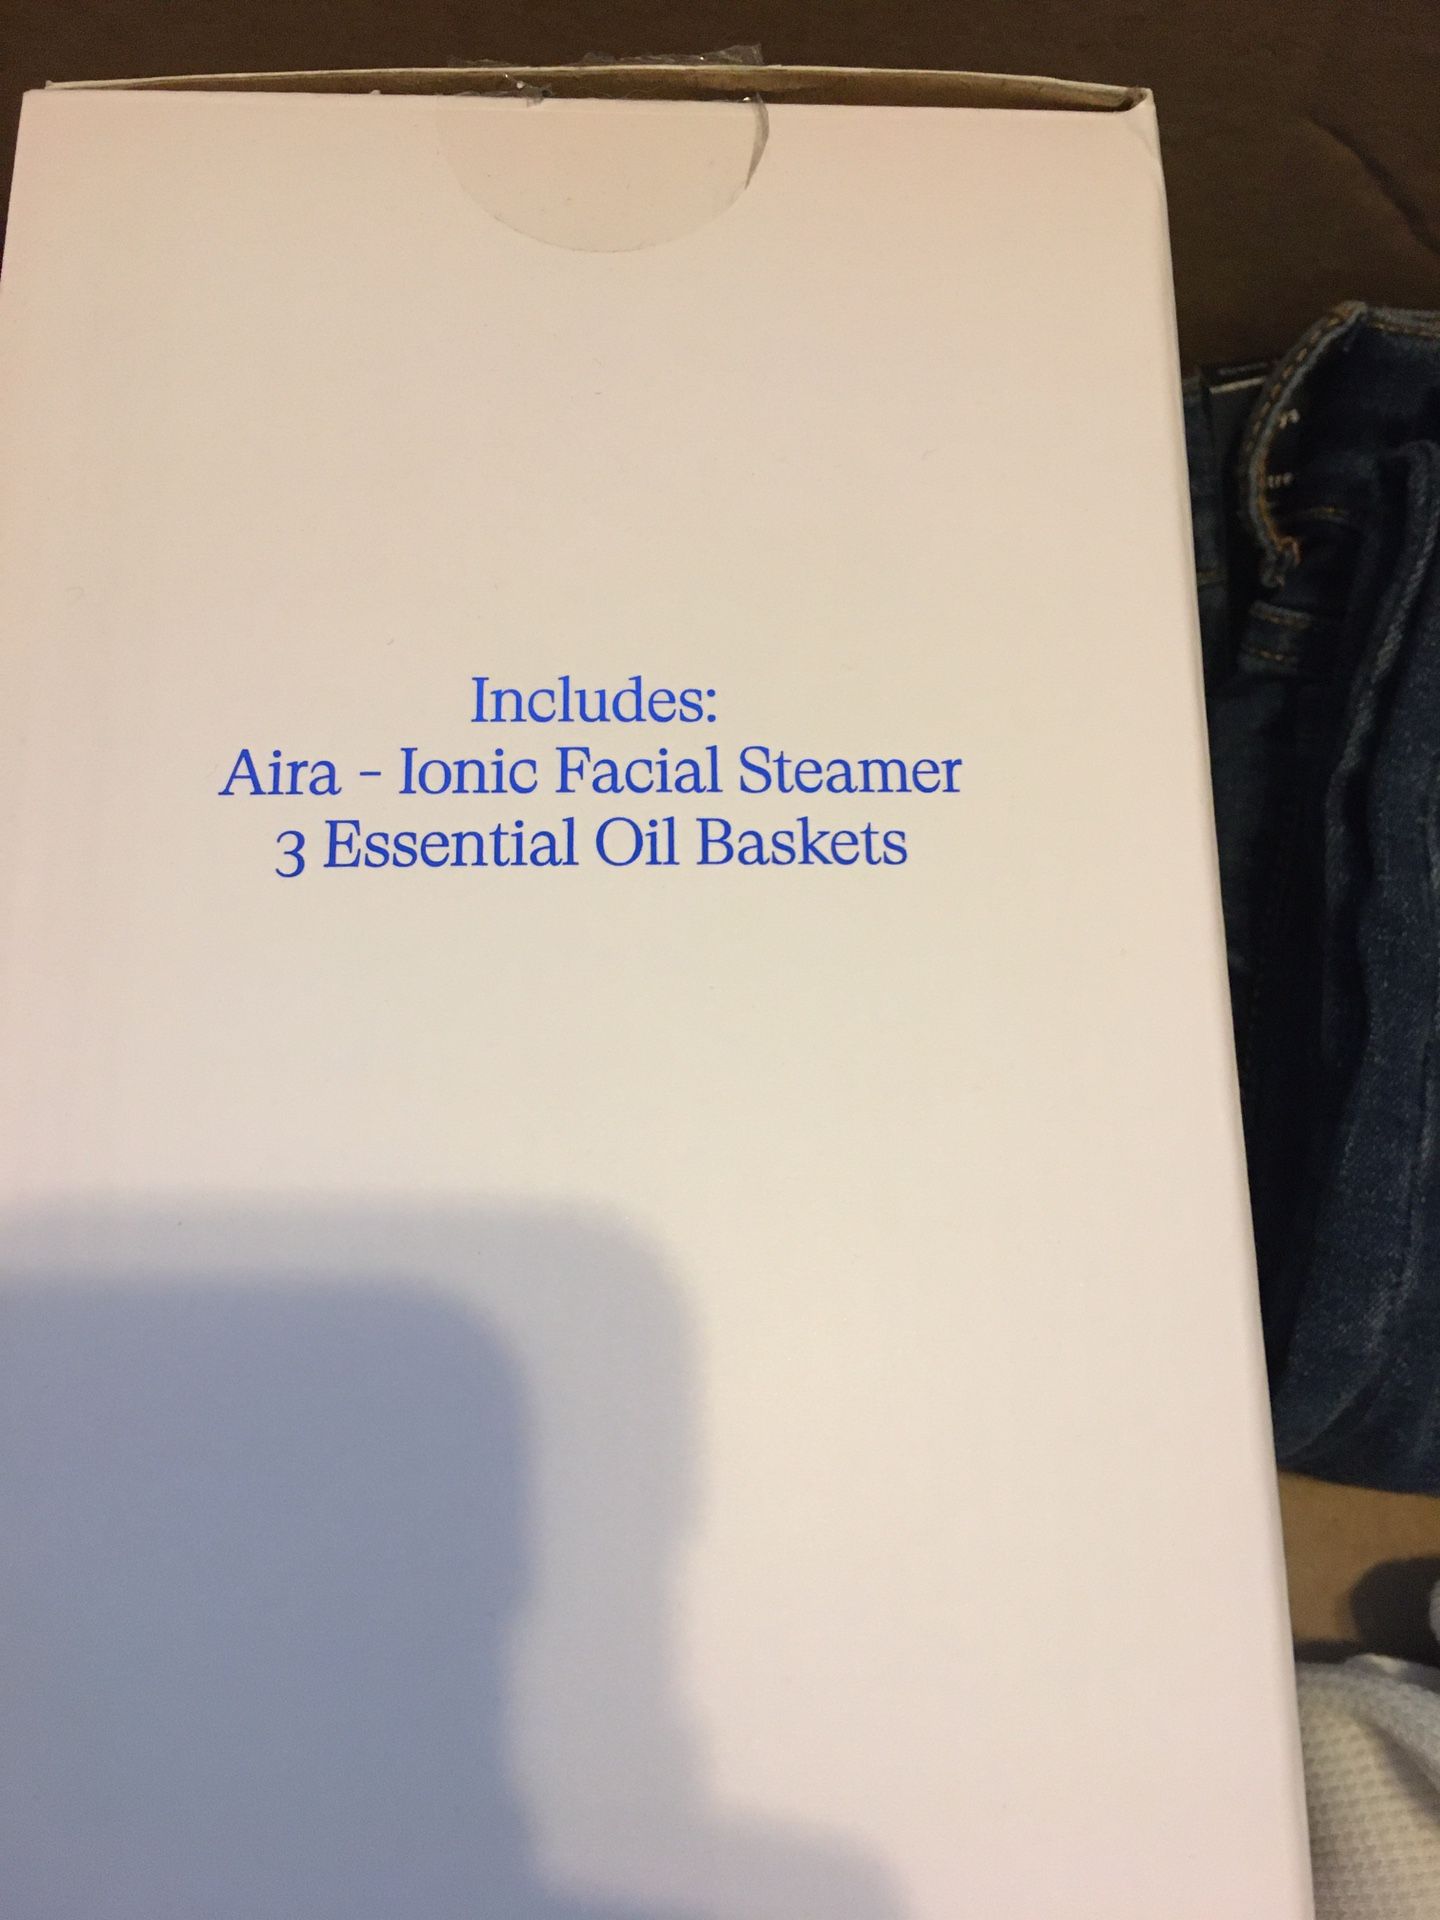 Includes:
Aira - Ionic Facial Steamer
3 Essential Oil Baskets